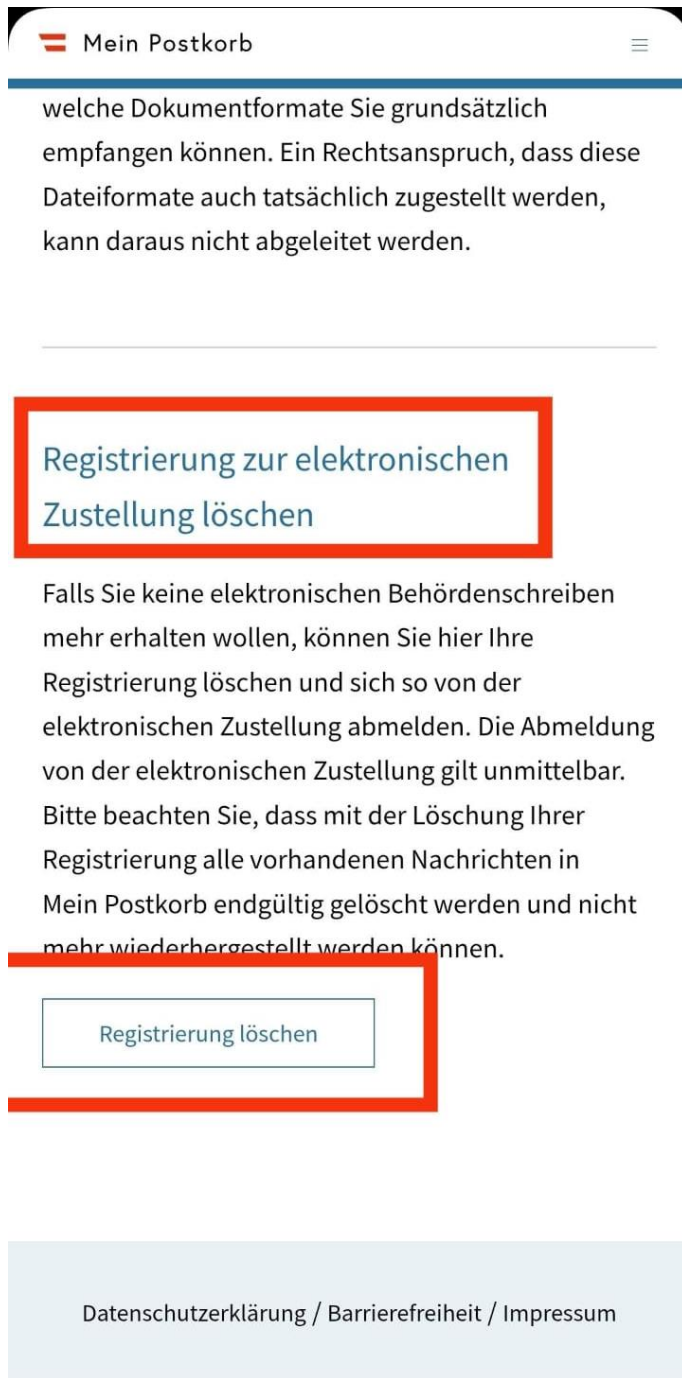 Mein Postkorb
welche Dokumentformate Sie grundsätzlich
empfangen können. Ein Rechtsanspruch, dass diese
Dateiformate auch tatsächlich zugestellt werden,
kann daraus nicht abgeleitet werden.
Registrierung zur elektronischen
Zustellung löschen
Falls Sie keine elektronischen Behördenschreiben
mehr erhalten wollen, können Sie hier Ihre
Registrierung löschen und sich so von der
elektronischen Zustellung abmelden. Die Abmeldung
von der elektronischen Zustellung gilt unmittelbar.
Bitte beachten Sie, dass mit der Löschung Ihrer
Registrierung alle vorhandenen Nachrichten in
Mein Postkorb endgültig gelöscht werden und nicht
mehr wiederhergestellt werden können.
Registrierung löschen
Datenschutzerklärung / Barrierefreiheit / Impressum